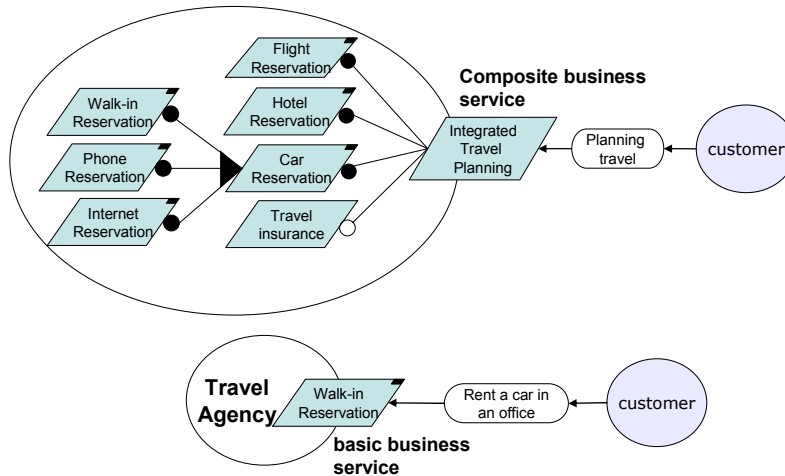 Flight
Reservation
Composite business
service
Walk-in
Reservation
Hotel
Reservation
Integrated
Travel
Planning
Planning
travel
customer
Phone
Reservation
Car
Reservation
Internet
Reservation
Travel
insurance
Travel
Agency
Walk-in
Reservation
Rent a car in
an office
customer
basic business
service